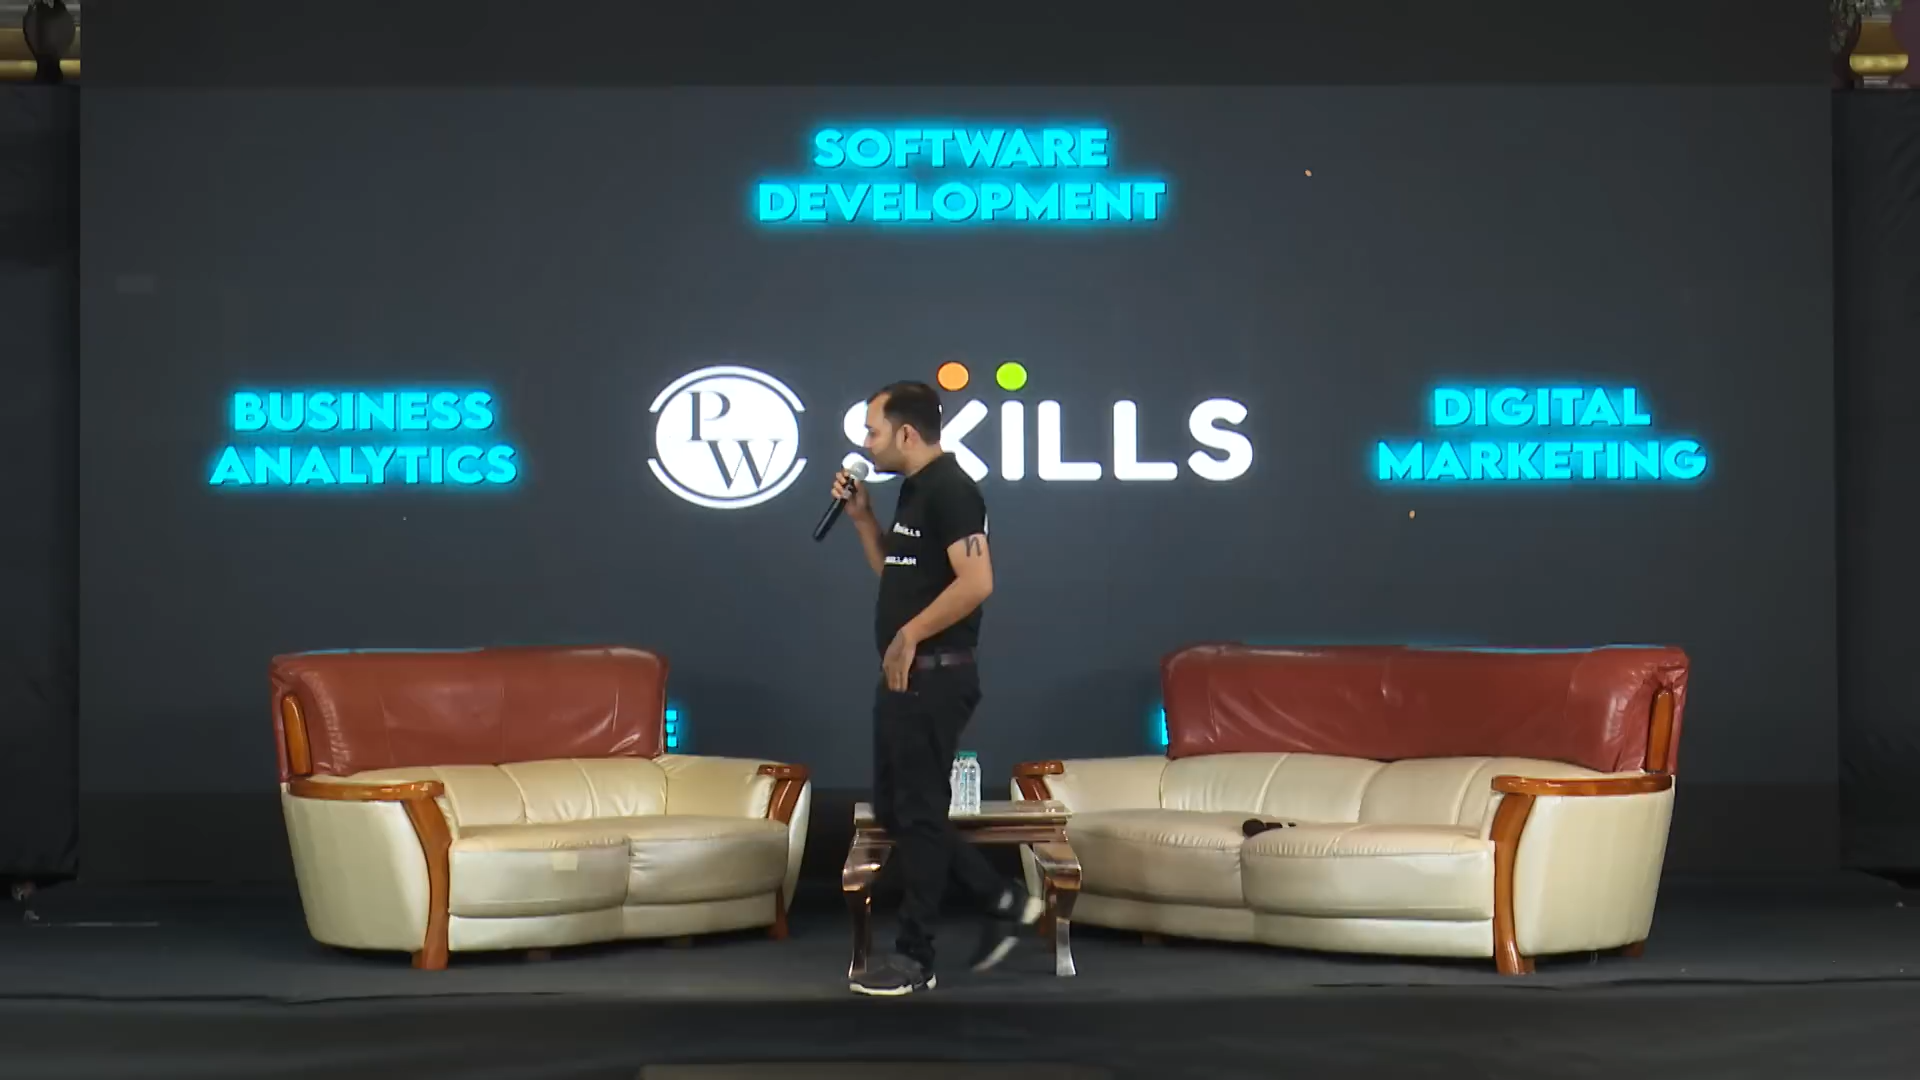 SOFTWARE
DEVELOPMENT
BUSINESS
ANALYTICS
PW SKILLS
DIGITAL
MARKETING